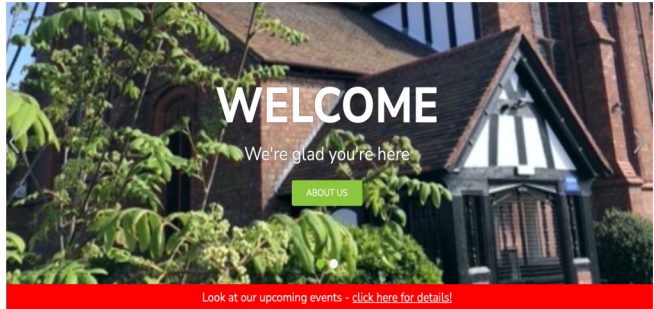 WELCOME
We're glad you're here
ABOUT US
Look at our upcoming events - click here for details!